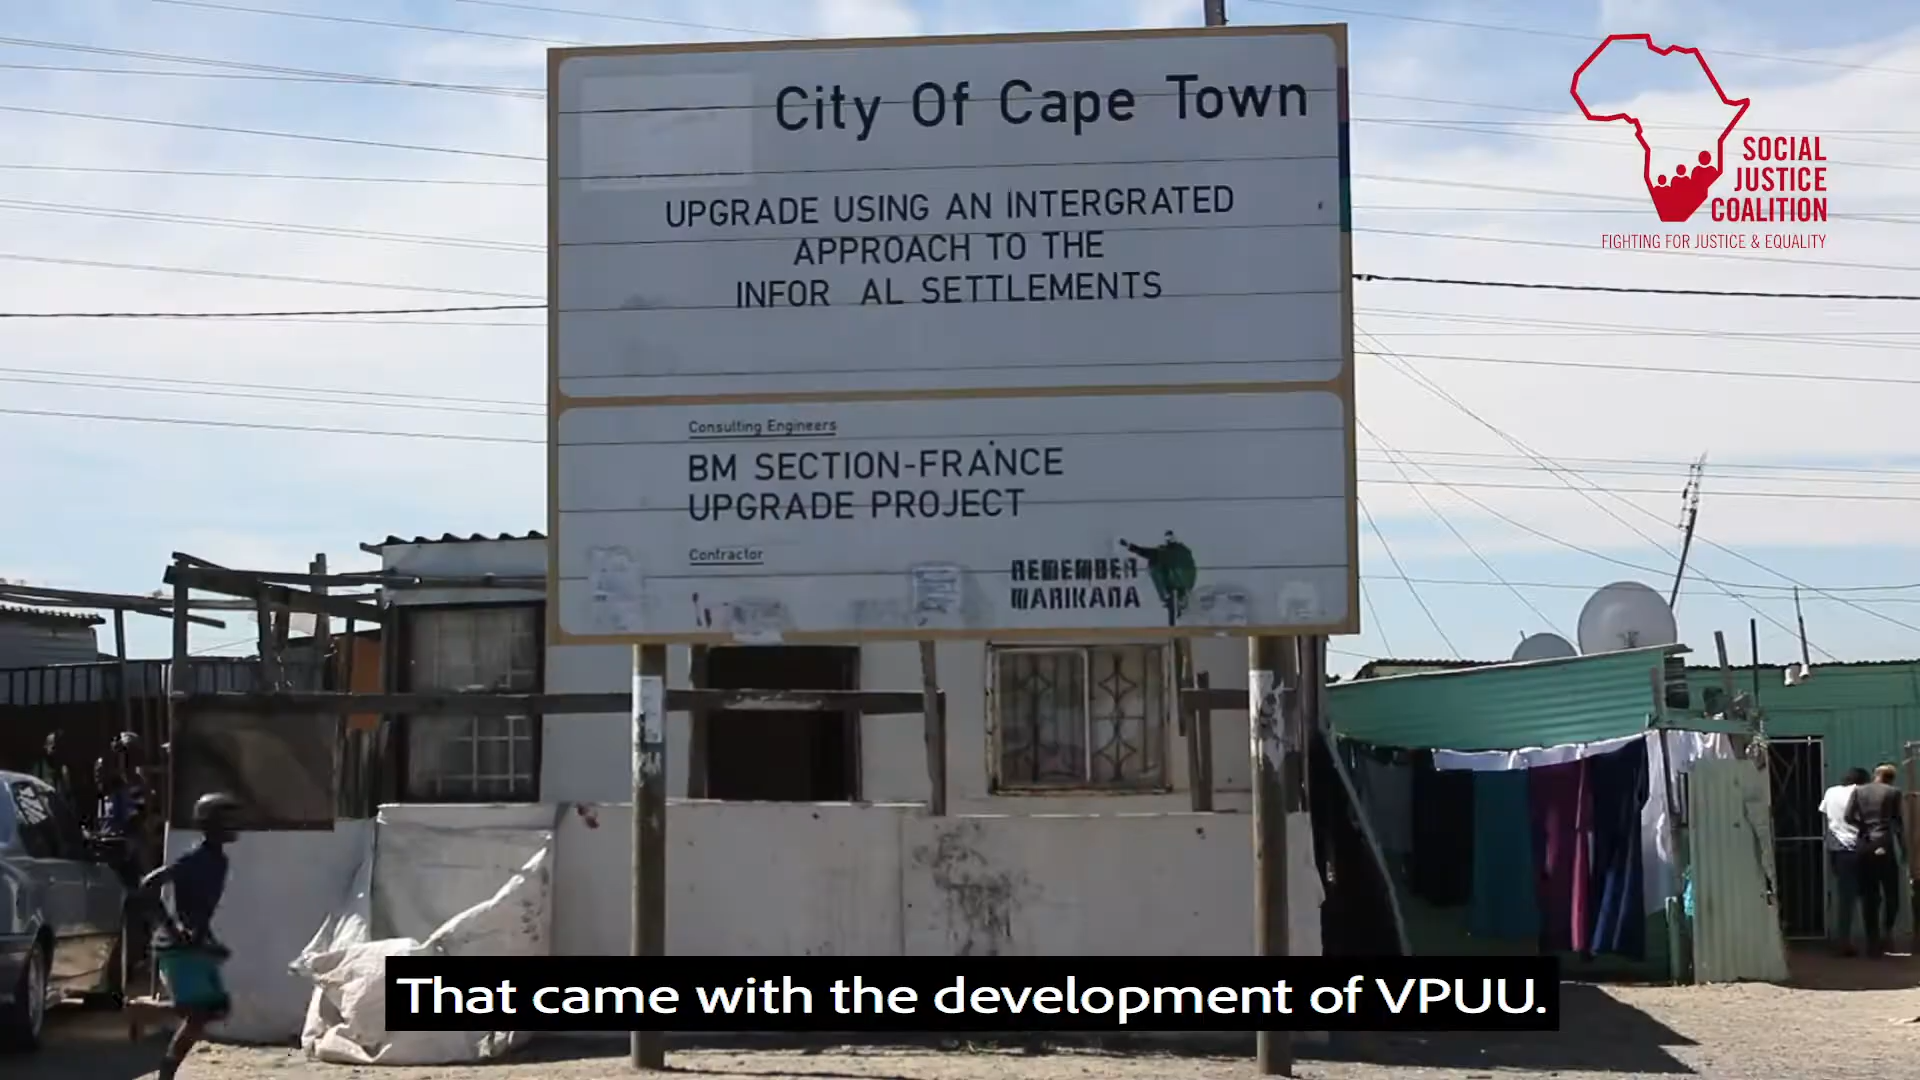 City Of Cape Town
UPGRADE USING AN INTERGRATED
APPROACH TO THE
INFOR AL SETTLEMENTS
Consulting Engineers
BM SECTION-FRANCE
UPGRADE PROJECT
Contractor
REMEMBER
MARIKANA
SOCIAL
JUSTICE
COALITION
FIGHTING FOR JUSTICE & EQUALITY
That came with the development of VPUU.